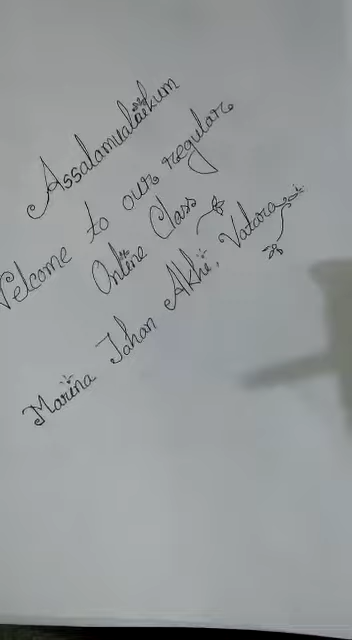 Assalamualaikum
Welcome to our regular
Online Class
Marina Jahan Akhi, Vatara